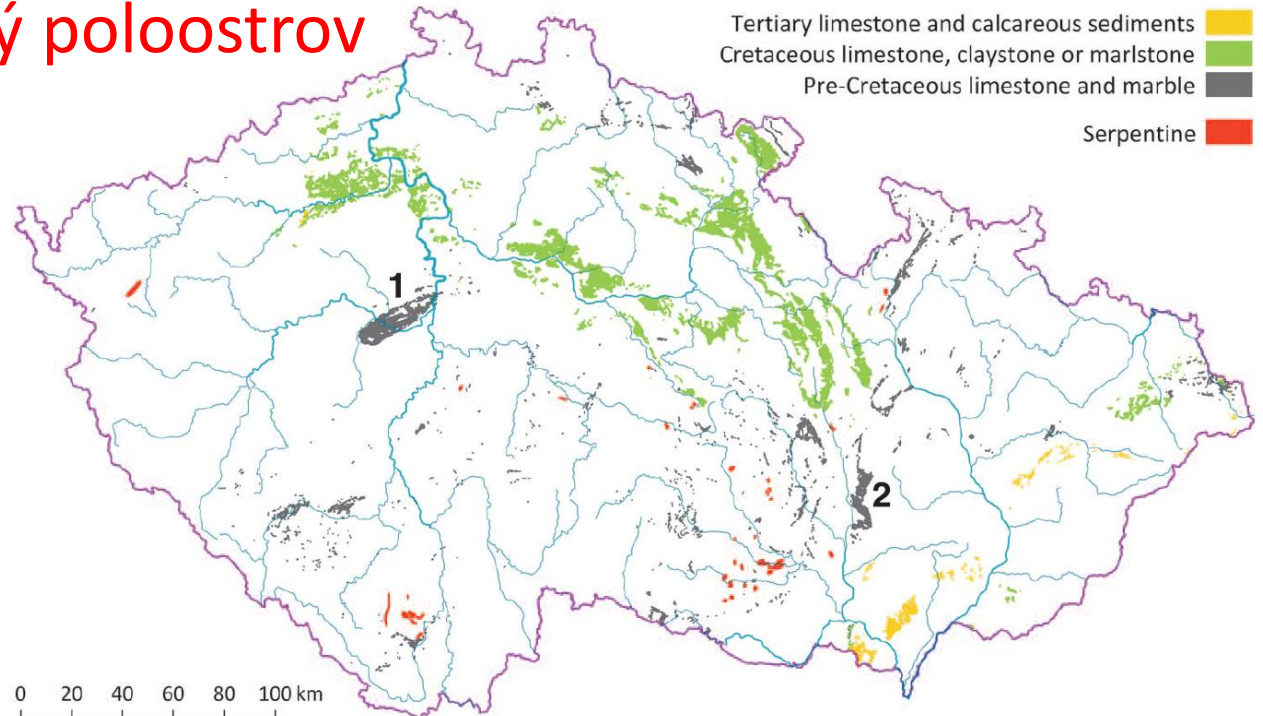 ý poloostrov
Tertiary limestone and calcareous sediments
Cretaceous limestone, claystone or marlstone
Pre-Cretaceous limestone and marble
Serpentine
1
2
0 20 40 60 80 100 km